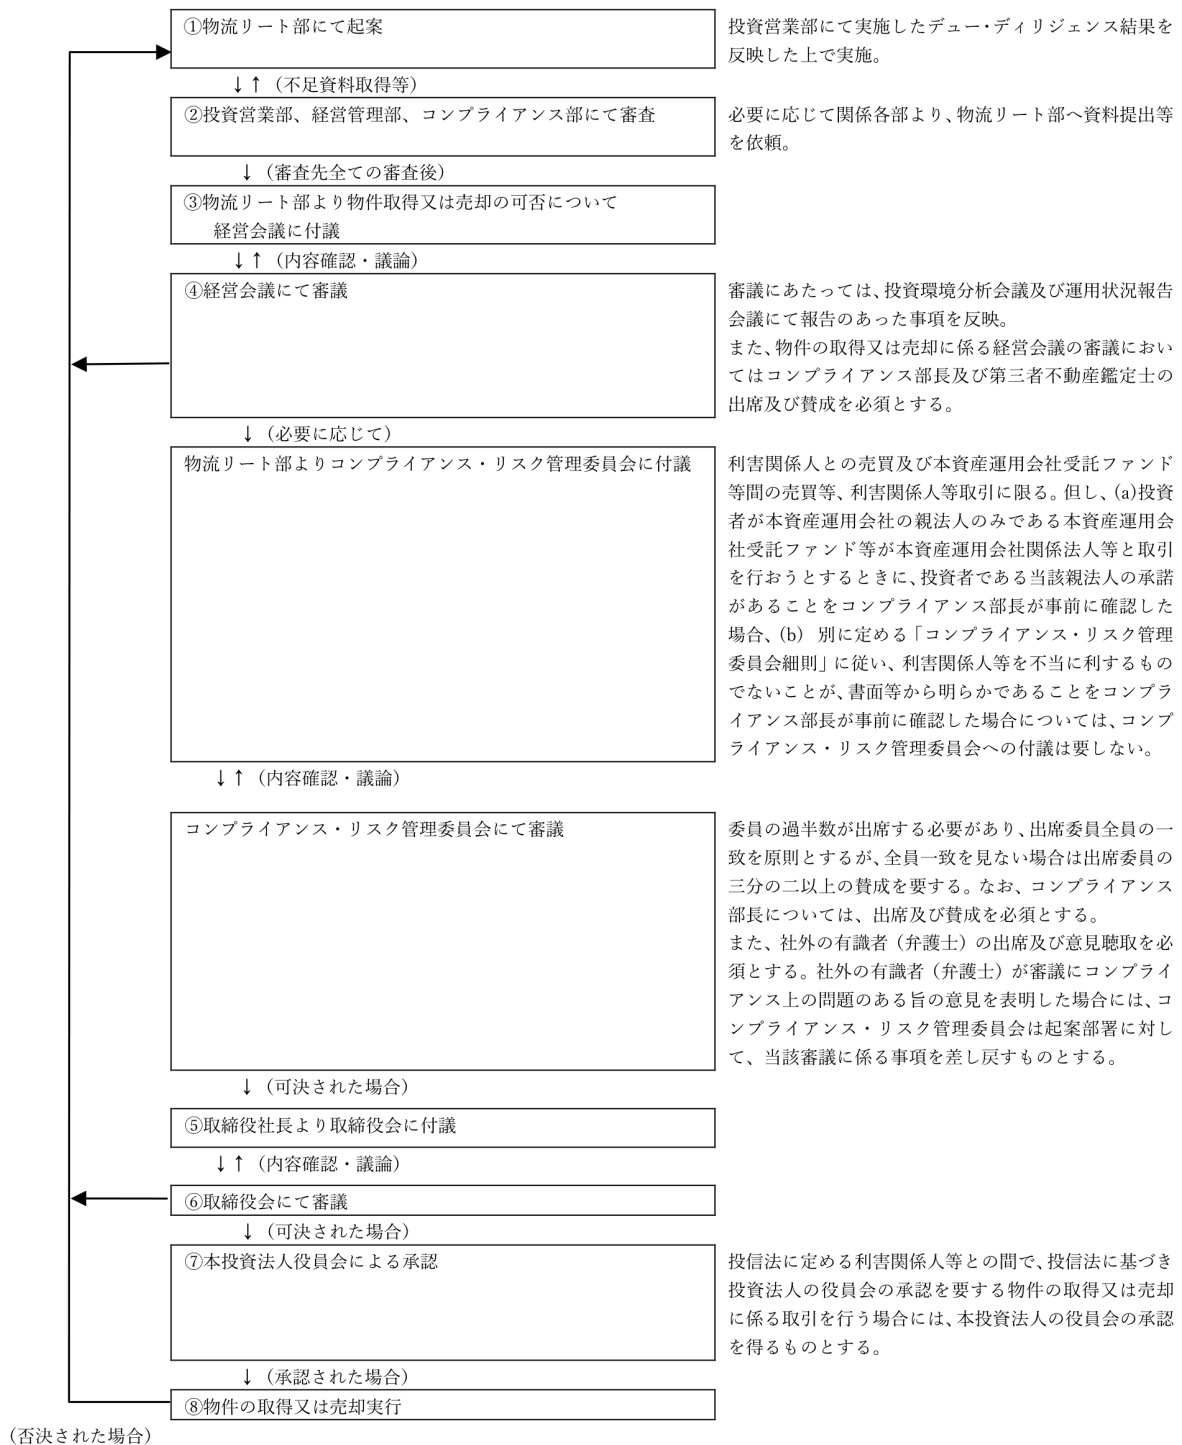 ①物流リート部にて起案
投資営業部にて実施したデュー・ディリジェンス結果を
反映した上で実施。
↓↑（不足資料取得等）
②投資営業部、経営管理部、コンプライアンス部にて審査
必要に応じて関係各部より、物流リート部へ資料提出等
を依頼。
↓（審査先全ての審査後）
③物流リート部より物件取得又は売却の可否について
経営会議に付議
↓↑（内容確認・議論）
④経営会議にて審議
審議にあたっては、投資環境分析会議及び運用状況報告
会議にて報告のあった事項を反映。
また、物件の取得又は売却に係る経営会議の審議におい
てはコンプライアンス部長及び第三者不動産鑑定士の
出席及び賛成を必須とする。
↓（必要に応じて）
物流リート部よりコンプライアンス・リスク管理委員会に付議
利害関係人との売買及び本資産運用会社受託ファンド
等間の売買等、利害関係人等取引に限る。但し、(a)投資
者が本資産運用会社の親法人のみである本資産運用会
社受託ファンド等が本資産運用会社関係法人等と取引
を行おうとするときに、投資者である当該親法人の承諾
があることをコンプライアンス部長が事前に確認した
場合、(b) 別に定める「コンプライアンス・リスク管理
委員会細則」に従い、利害関係人等を不当に利するもの
でないことが、書面等から明らかであることをコンプラ
イアンス部長が事前に確認した場合については、コンプ
ライアンス・リスク管理委員会への付議は要しない。
↓↑（内容確認・議論）
コンプライアンス・リスク管理委員会にて審議
委員の過半数が出席する必要があり、出席委員全員の一
致を原則とするが、全員一致を見ない場合は出席委員の
三分の二以上の賛成を要する。なお、コンプライアンス
部長については、出席及び賛成を必須とする。
また、社外の有識者（弁護士）の出席及び意見聴取を必
須とする。社外の有識者（弁護士）が審議にコンプライ
アンス上の問題のある旨の意見を表明した場合には、コ
ンプライアンス・リスク管理委員会は起案部署に対し
て、当該審議に係る事項を差し戻すものとする。
↓（可決された場合）
⑤取締役社長より取締役会に付議
↓↑（内容確認・議論）
⑥取締役会にて審議
↓（可決された場合）
⑦本投資法人役員会による承認
投信法に定める利害関係人等との間で、投信法に基づき
投資法人の役員会の承認を要する物件の取得又は売却
に係る取引を行う場合には、本投資法人の役員会の承認
を得るものとする。
↓（承認された場合）
⑧物件の取得又は売却実行
（否決された場合）